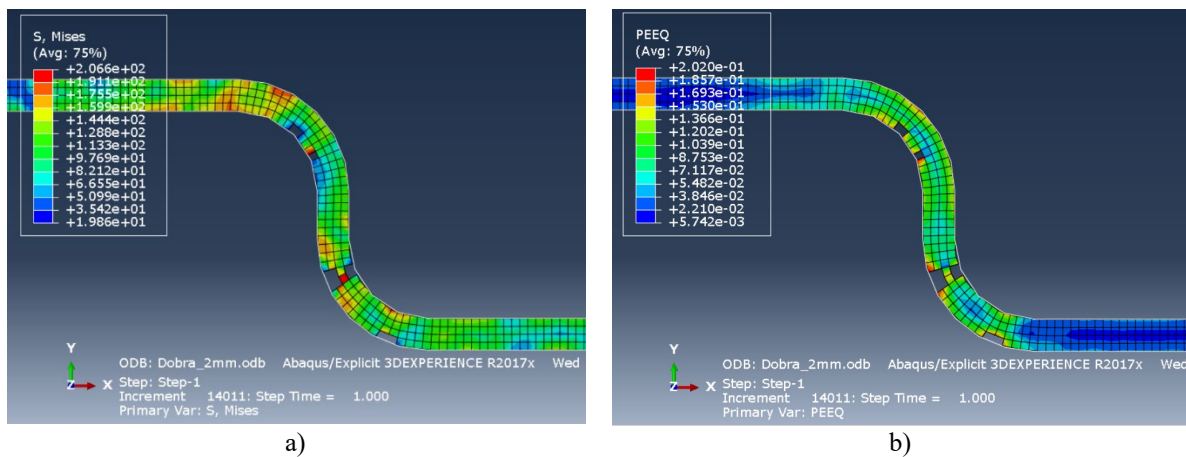 S, Mises
(Avg: 75%)
+2.066e+02
+1.911e+02
+1.755e+02
+1.599e+02
+1.444e+02
+1.288e+02
+1.133e+02
+9.769e+01
+8.212e+01
+6.655e+01
+5.099e+01
+3.542e+01
+1.986e+01
Y
X
Z
ODB: Dobra_2mm.odb Abaqus/Explicit 3DEXPERIENCE R2017x Wed
Step: Step-1
Increment 14011: Step Time = 1.000
Primary Var: S, Mises
a)
PEEQ
(Avg: 75%)
+2.020e-01
+1.857e-01
+1.693e-01
+1.530e-01
+1.366e-01
+1.202e-01
+1.039e-01
+8.753e-02
+7.117e-02
+5.482e-02
+3.846e-02
+2.210e-02
+5.742e-03
Y
X
Z
ODB: Dobra_2mm.odb Abaqus/Explicit 3DEXPERIENCE R2017x Wed
Step: Step-1
Increment 14011: Step Time = 1.000
Primary Var: PEEQ
b)